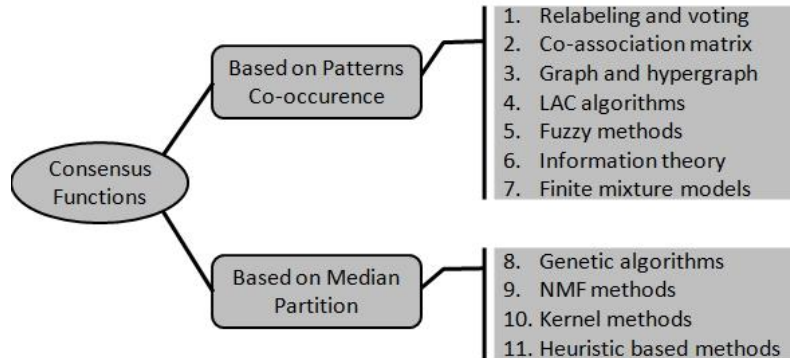 Consensus
Functions
Based on Patterns
Co-occurence
1. Relabeling and voting
2. Co-association matrix
3. Graph and hypergraph
4. LAC algorithms
5. Fuzzy methods
6. Information theory
7. Finite mixture models
Based on Median
Partition
8. Genetic algorithms
9. NMF methods
10. Kernel methods
11. Heuristic based methods